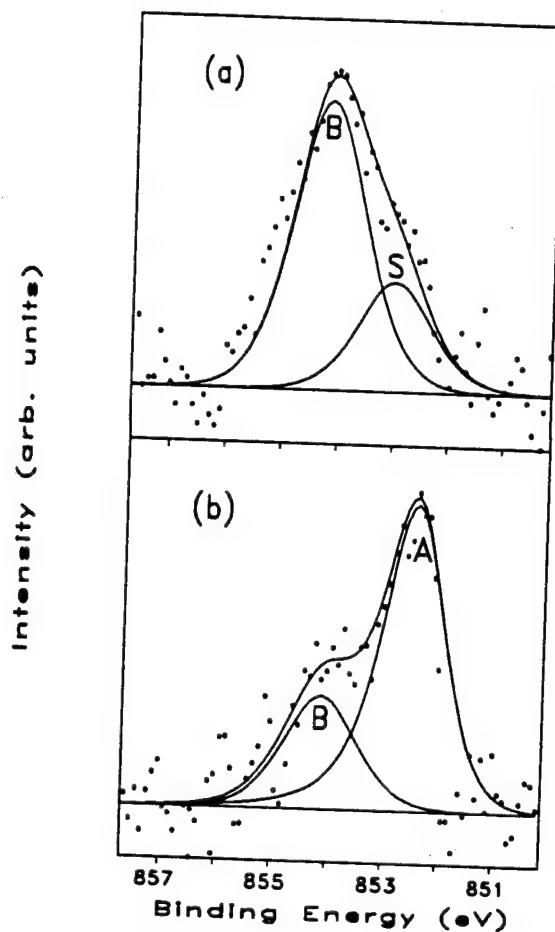 (a)
B
S
Intensity (arb. units)
(b)
A
B
857 855 853 851
Binding Energy (eV)